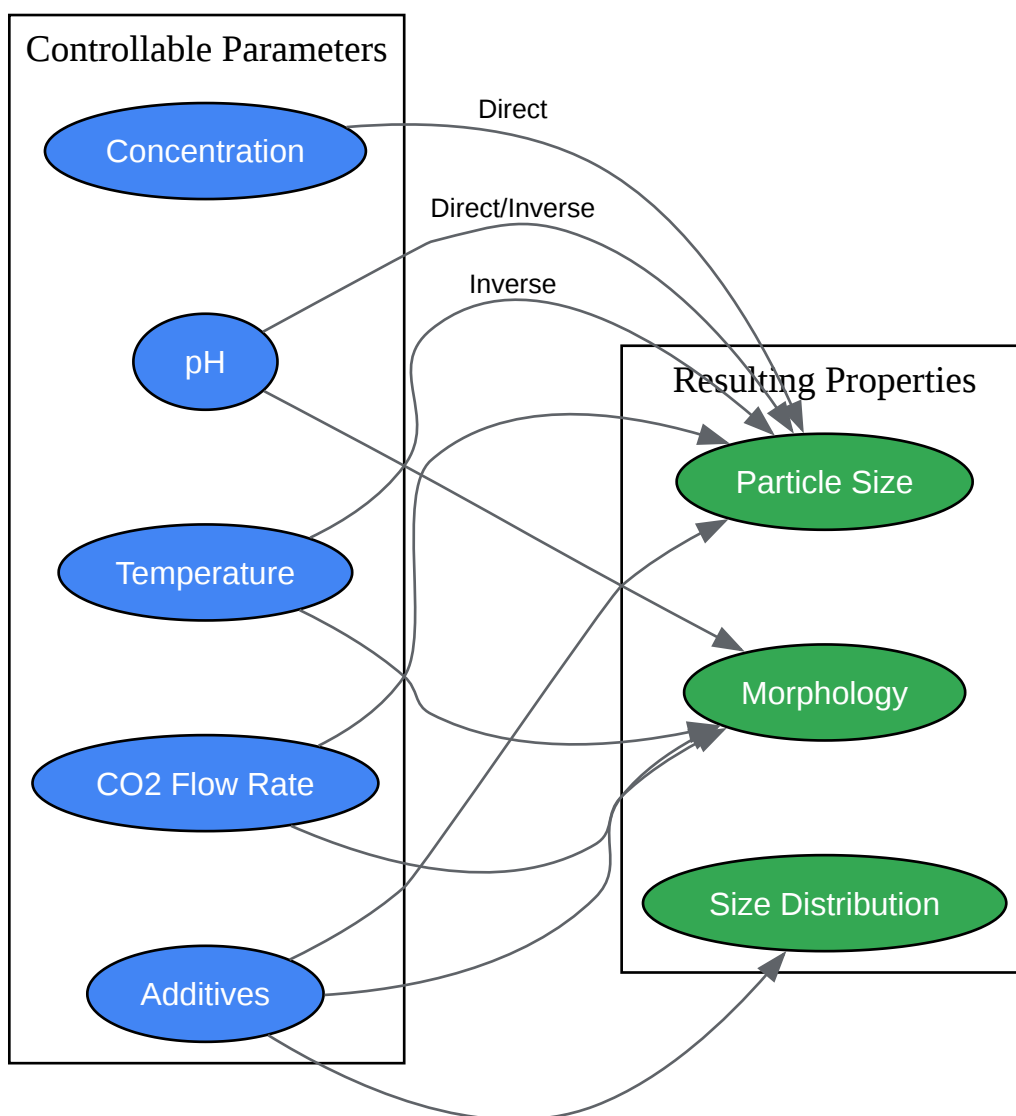 Controllable Parameters
Concentration
pH
Temperature
CO2 Flow Rate
Additives
Direct
Direct/Inverse
Inverse
Resulting Properties
Particle Size
Morphology
Size Distribution